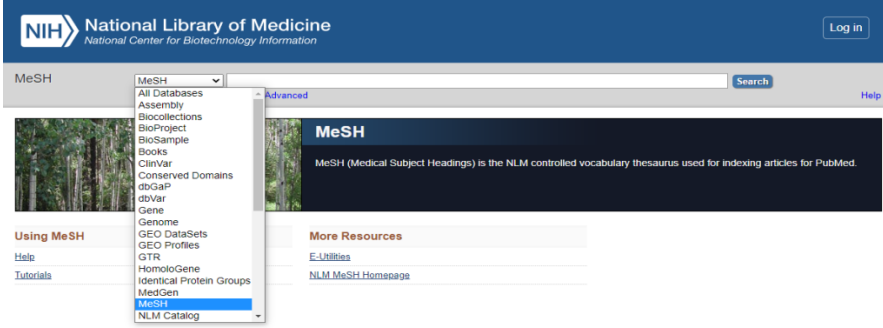 NIH National Library of Medicine
National Center for Biotechnology Information
Log in
MeSH
MeSH
Search
All Databases
Assembly
Biocollections
BioProject
BioSample
Books
ClinVar
Conserved Domains
dbGaP
dbVar
Gene
Genome
GEO DataSets
GEO Profiles
GTR
HomoloGene
Identical Protein Groups
MedGen
MeSH
NLM Catalog
Advanced
Help
MeSH
MeSH (Medical Subject Headings) is the NLM controlled vocabulary thesaurus used for indexing articles for PubMed.
Using MeSH
Help
Tutorials
More Resources
E-Utilities
NLM MeSH Homepage